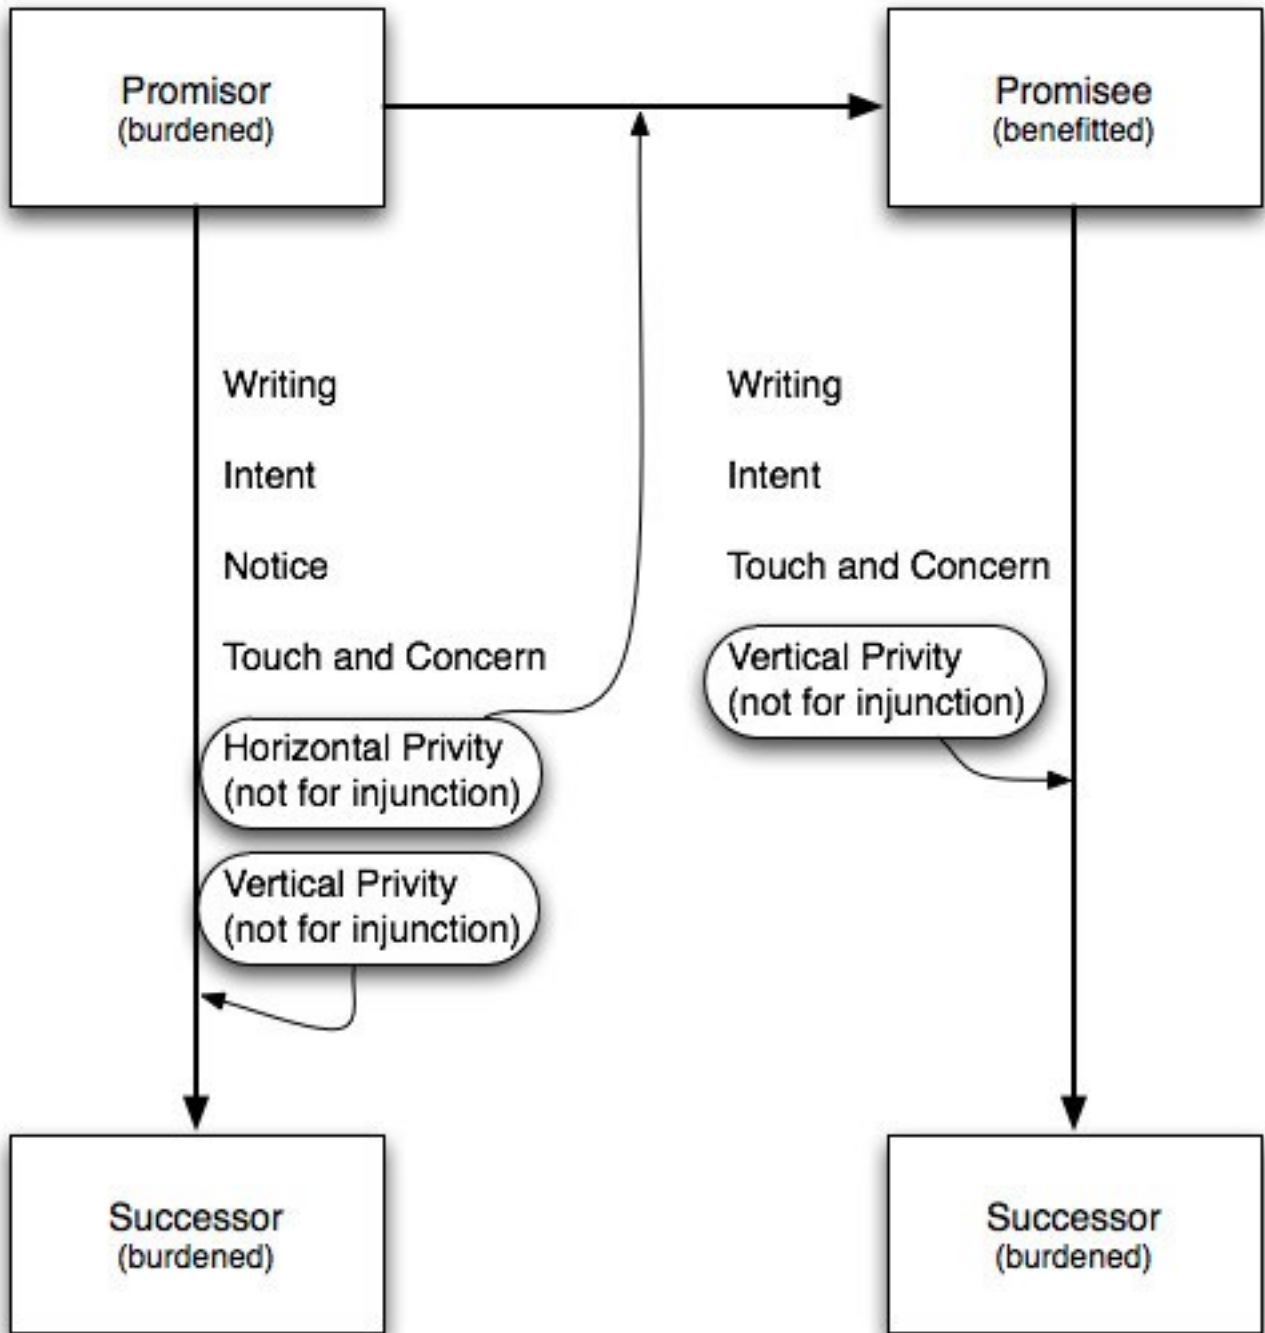 Promisor
(burdened)
Promisee
(benefitted)
Writing
Intent
Notice
Touch and Concern
Horizontal Privity
(not for injunction)
Vertical Privity
(not for injunction)
Writing
Intent
Touch and Concern
Vertical Privity
(not for injunction)
Successor
(burdened)
Successor
(burdened)